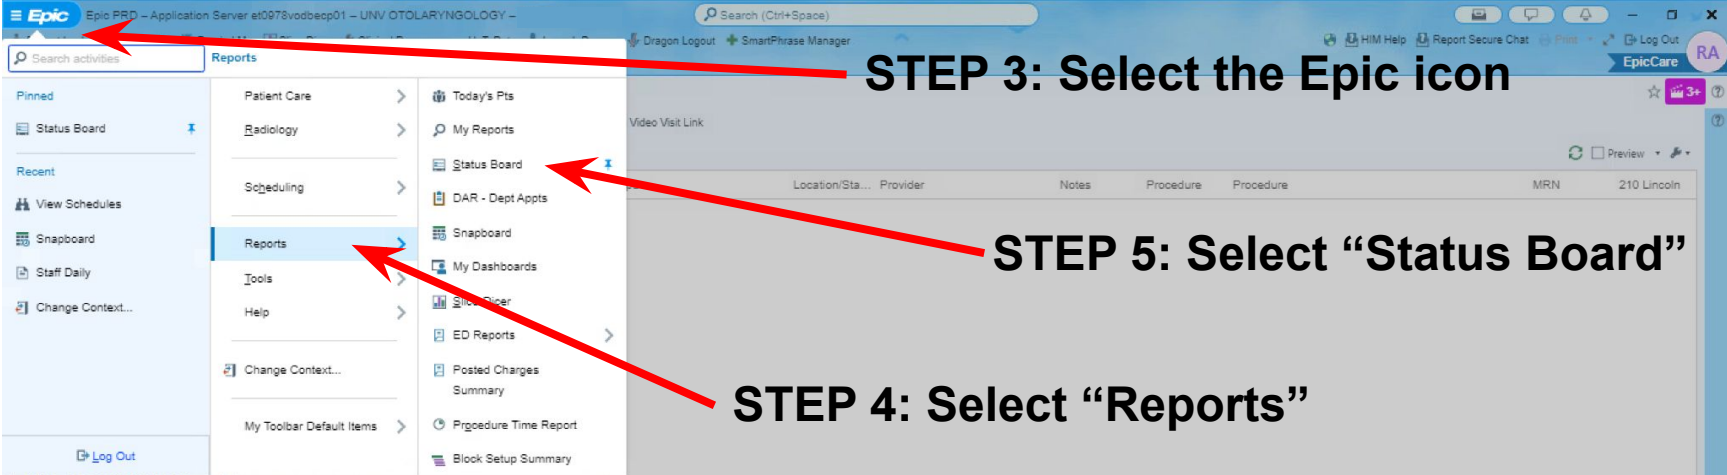 Epic Epic PRD – Application Server et0978vodbecp01 – UNV OTOLARYNGOLOGY –
Search (Ctrl+Space)
Dragon Logout SmartPhrase Manager
HIM Help Report Secure Chat Print Log Out
RA
EpicCare
Search activities
Reports
STEP 3: Select the Epic icon
Pinned
Status Board
Recent
View Schedules
Snapboard
Staff Daily
Change Context...
Log Out
Patient Care
Radiology
Scheduling
Reports
Tools
Help
Change Context...
My Toolbar Default Items
Today's Pts
My Reports
Status Board
DAR - Dept Appts
Snapboard
My Dashboards
Slicer Dicer
ED Reports
Posted Charges
Summary
Procedure Time Report
Block Setup Summary
3+
Video Visit Link
Preview
Location/Sta... Provider Notes Procedure Procedure MRN 210 Lincoln
STEP 5: Select “Status Board”
STEP 4: Select “Reports”